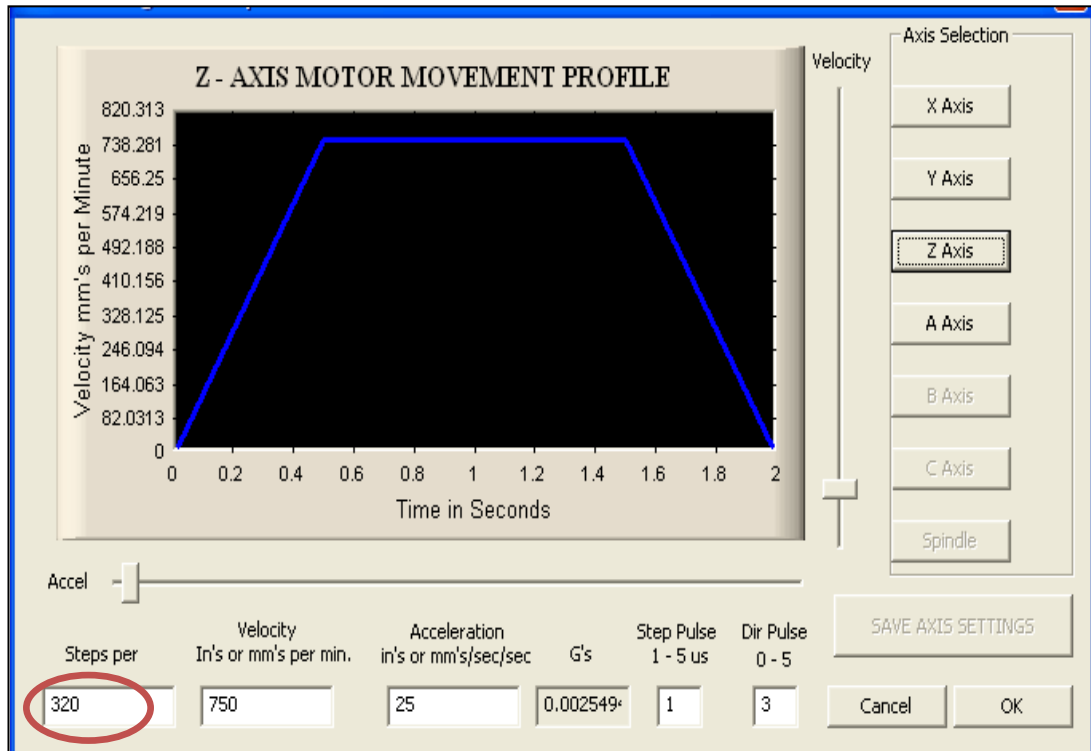 Z - AXIS MOTOR MOVEMENT PROFILE
Velocity mm's per Minute
820.313
738.281
656.25
574.219
492.188
410.156
328.125
246.094
164.063
82.0313
0
0 0.2 0.4 0.6 0.8 1 1.2 1.4 1.6 1.8 2
Time in Seconds
Velocity
Axis Selection
X Axis
Y Axis
Z Axis
A Axis
B Axis
C Axis
Spindle
Accel
Steps per
320
Velocity
In's or mm's per min.
750
Acceleration
in's or mm's/sec/sec
25
G's
Step Pulse
1 - 5 us
1
Dir Pulse
0 - 5
3
SAVE AXIS SETTINGS
Cancel
OK